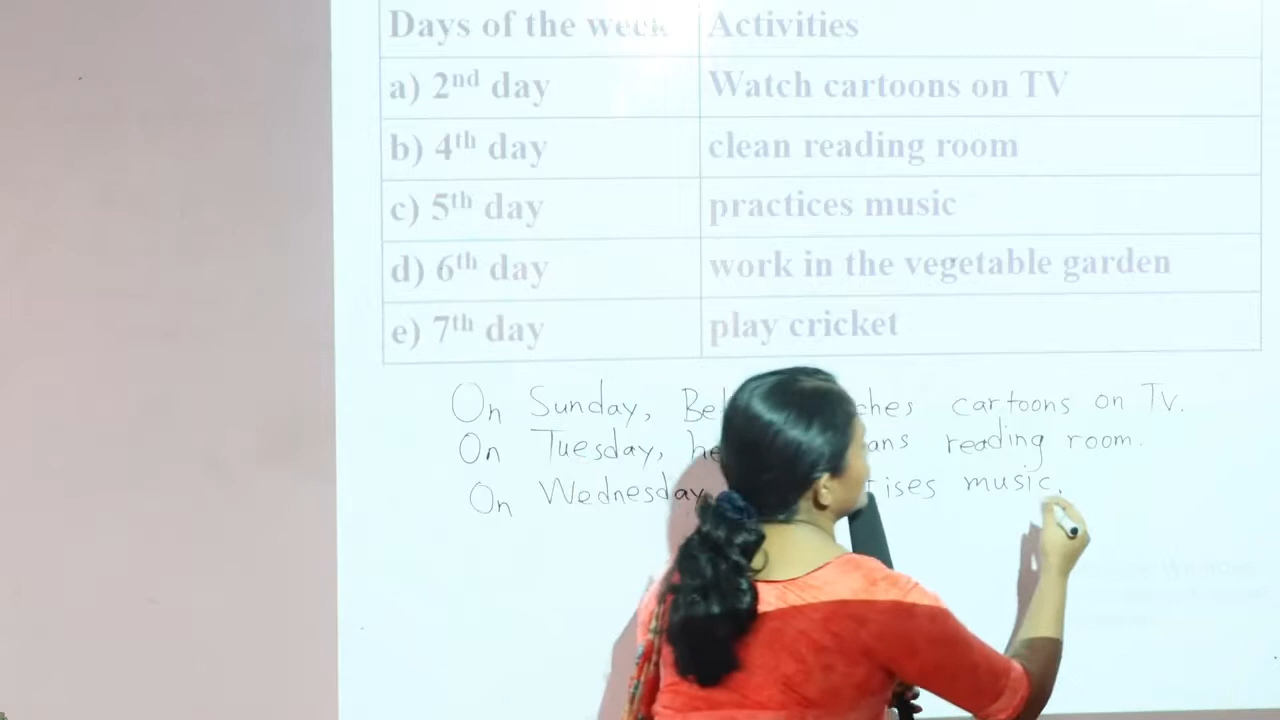 Days of the week Activities
a) 2nd day Watch cartoons on TV
b) 4th day clean reading room
c) 5th day practices music
d) 6th day work in the vegetable garden
e) 7th day play cricket
On Sunday, cartoons on Tv.
On Tuesday, he reading room.
On Wednesday music.